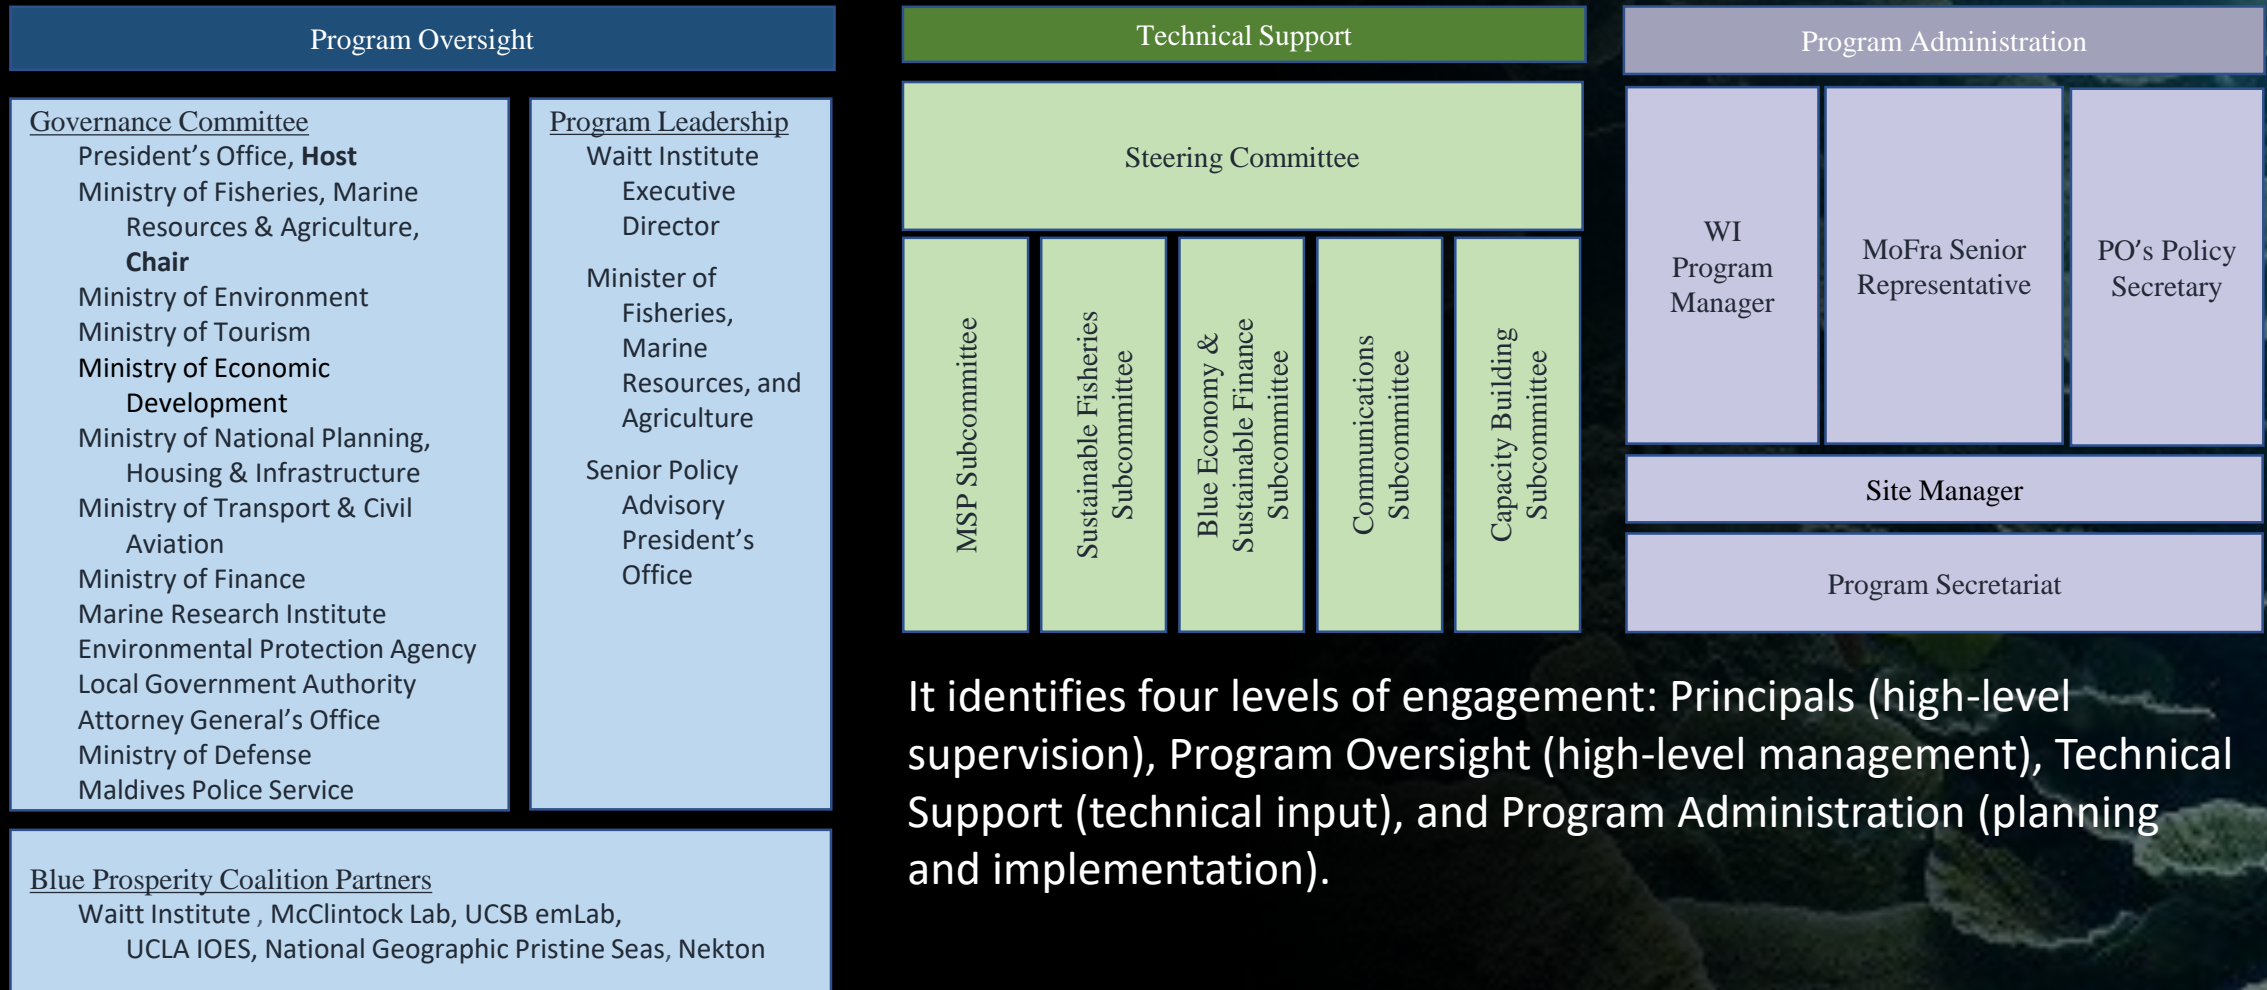 Program Oversight
Governance Committee
President’s Office, Host
Ministry of Fisheries, Marine
Resources & Agriculture,
Chair
Ministry of Environment
Ministry of Tourism
Ministry of Economic
Development
Ministry of National Planning,
Housing & Infrastructure
Ministry of Transport & Civil
Aviation
Ministry of Finance
Marine Research Institute
Environmental Protection Agency
Local Government Authority
Attorney General’s Office
Ministry of Defense
Maldives Police Service
Program Leadership
Waitt Institute
Executive
Director
Minister of
Fisheries,
Marine
Resources, and
Agriculture
Senior Policy
Advisory
President’s
Office
Blue Prosperity Coalition Partners
Waitt Institute , McClintock Lab, UCSB emLab,
UCLA IOES, National Geographic Pristine Seas, Nekton
Technical Support
Steering Committee
MSP Subcommittee
Sustainable Fisheries
Subcommittee
Blue Economy &
Sustainable Finance
Subcommittee
Communications
Subcommittee
Capacity Building
Subcommittee
Program Administration
WI
Program
Manager
MoFra Senior
Representative
PO’s Policy
Secretary
Site Manager
Program Secretariat
It identifies four levels of engagement: Principals (high-level
supervision), Program Oversight (high-level management), Technical
Support (technical input), and Program Administration (planning
and implementation).